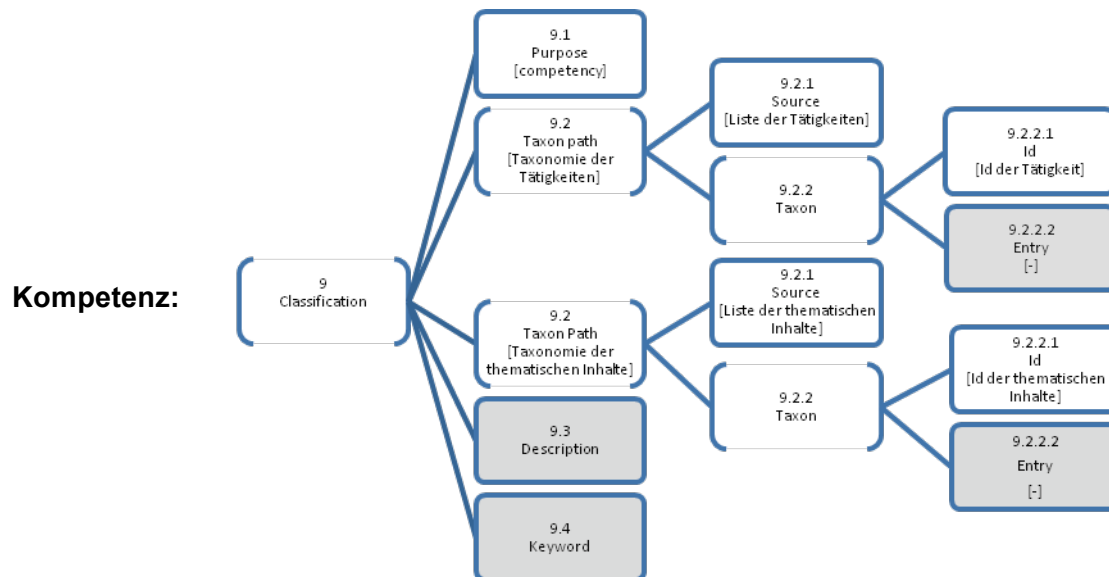 Kompetenz:
9
Classification
9.1
Purpose
[competency]
9.2
Taxon path
[Taxonomie der
Tätigkeiten]
9.2.1
Source
[Liste der Tätigkeiten]
9.2.2
Taxon
9.2.2.1
Id
[Id der Tätigkeit]
9.2.2.2
Entry
[-]
9.2
Taxon Path
[Taxonomie der
thematischen Inhalte]
9.2.1
Source
[Liste der thematischen
Inhalte]
9.2.2
Taxon
9.2.2.1
Id
[Id der thematischen
Inhalte]
9.2.2.2
Entry
[-]
9.3
Description
9.4
Keyword